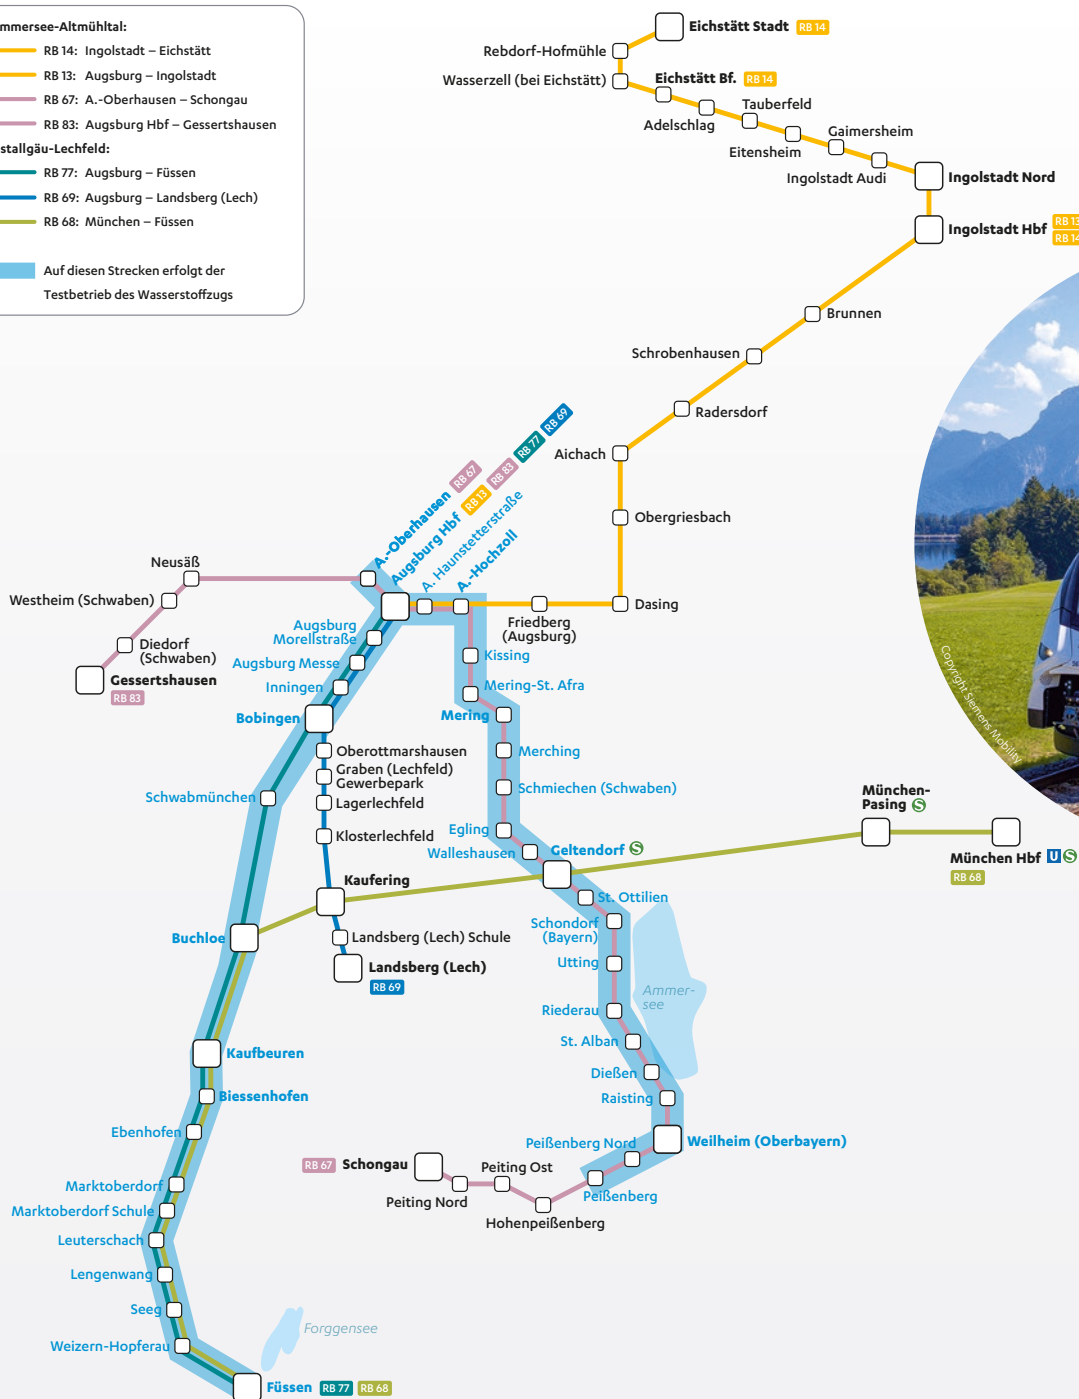 mmersee-Altmühltal:
RB 14: Ingolstadt – Eichstätt
RB 13: Augsburg – Ingolstadt
RB 67: A.-Oberhausen – Schongau
RB 83: Augsburg Hbf – Gessertshausen
stallgäu-Lechfeld:
RB 77: Augsburg – Füssen
RB 69: Augsburg – Landsberg (Lech)
RB 68: München – Füssen
Auf diesen Strecken erfolgt der
Testbetrieb des Wasserstoffzugs
Eichstätt Stadt RB 14
Rebdorf-Hofmühle
Wasserzell (bei Eichstätt)
Eichstätt Bf. RB 14
Adelschlag
Tauberfeld
Eitensheim
Gaimersheim
Ingolstadt Audi
Ingolstadt Nord
Ingolstadt Hbf RB 13
RB 14
Brunnen
Schrobenhausen
Radersdorf
Aichach
Obergriesbach
Dasing
Friedberg
(Augsburg)
A.-Oberhausen RB 67
Augsburg Hbf RB 13 RB 83 RB 77 RB 69
A. Haunstetterstraße
A.-Hochzoll
Neusäß
Westheim (Schwaben)
Diedorf
(Schwaben)
Gessertshausen
RB 83
Augsburg
Morellstraße
Augsburg Messe
Inningen
Bobingen
Kissing
Mering-St. Afra
Mering
Merching
Schmiechen (Schwaben)
Egling
Walleshausen
Geltendorf S
Oberottmarshausen
Graben (Lechfeld)
Gewerbepark
Lagerlechfeld
Klosterlechfeld
Schwabmünchen
Kaufering
Landsberg (Lech) Schule
Landsberg (Lech)
RB 69
Buchloe
München-
Pasing S
München Hbf U S
RB 68
Copyright Siemens Mobility
St. Ottilien
Schondorf
(Bayern)
Utting
Ammer-
see
Riederau
St. Alban
Dießen
Raisting
Weilheim (Oberbayern)
Peißenberg Nord
Peißenberg
Hohenpeißenberg
Peiting Ost
Peiting Nord
RB 67 Schongau
Kaufbeuren
Biessenhofen
Ebenhofen
Marktoberdorf
Marktoberdorf Schule
Leuterschach
Lengenwang
Seeg
Weizern-Hopferau
Forggensee
Füssen RB 77 RB 68